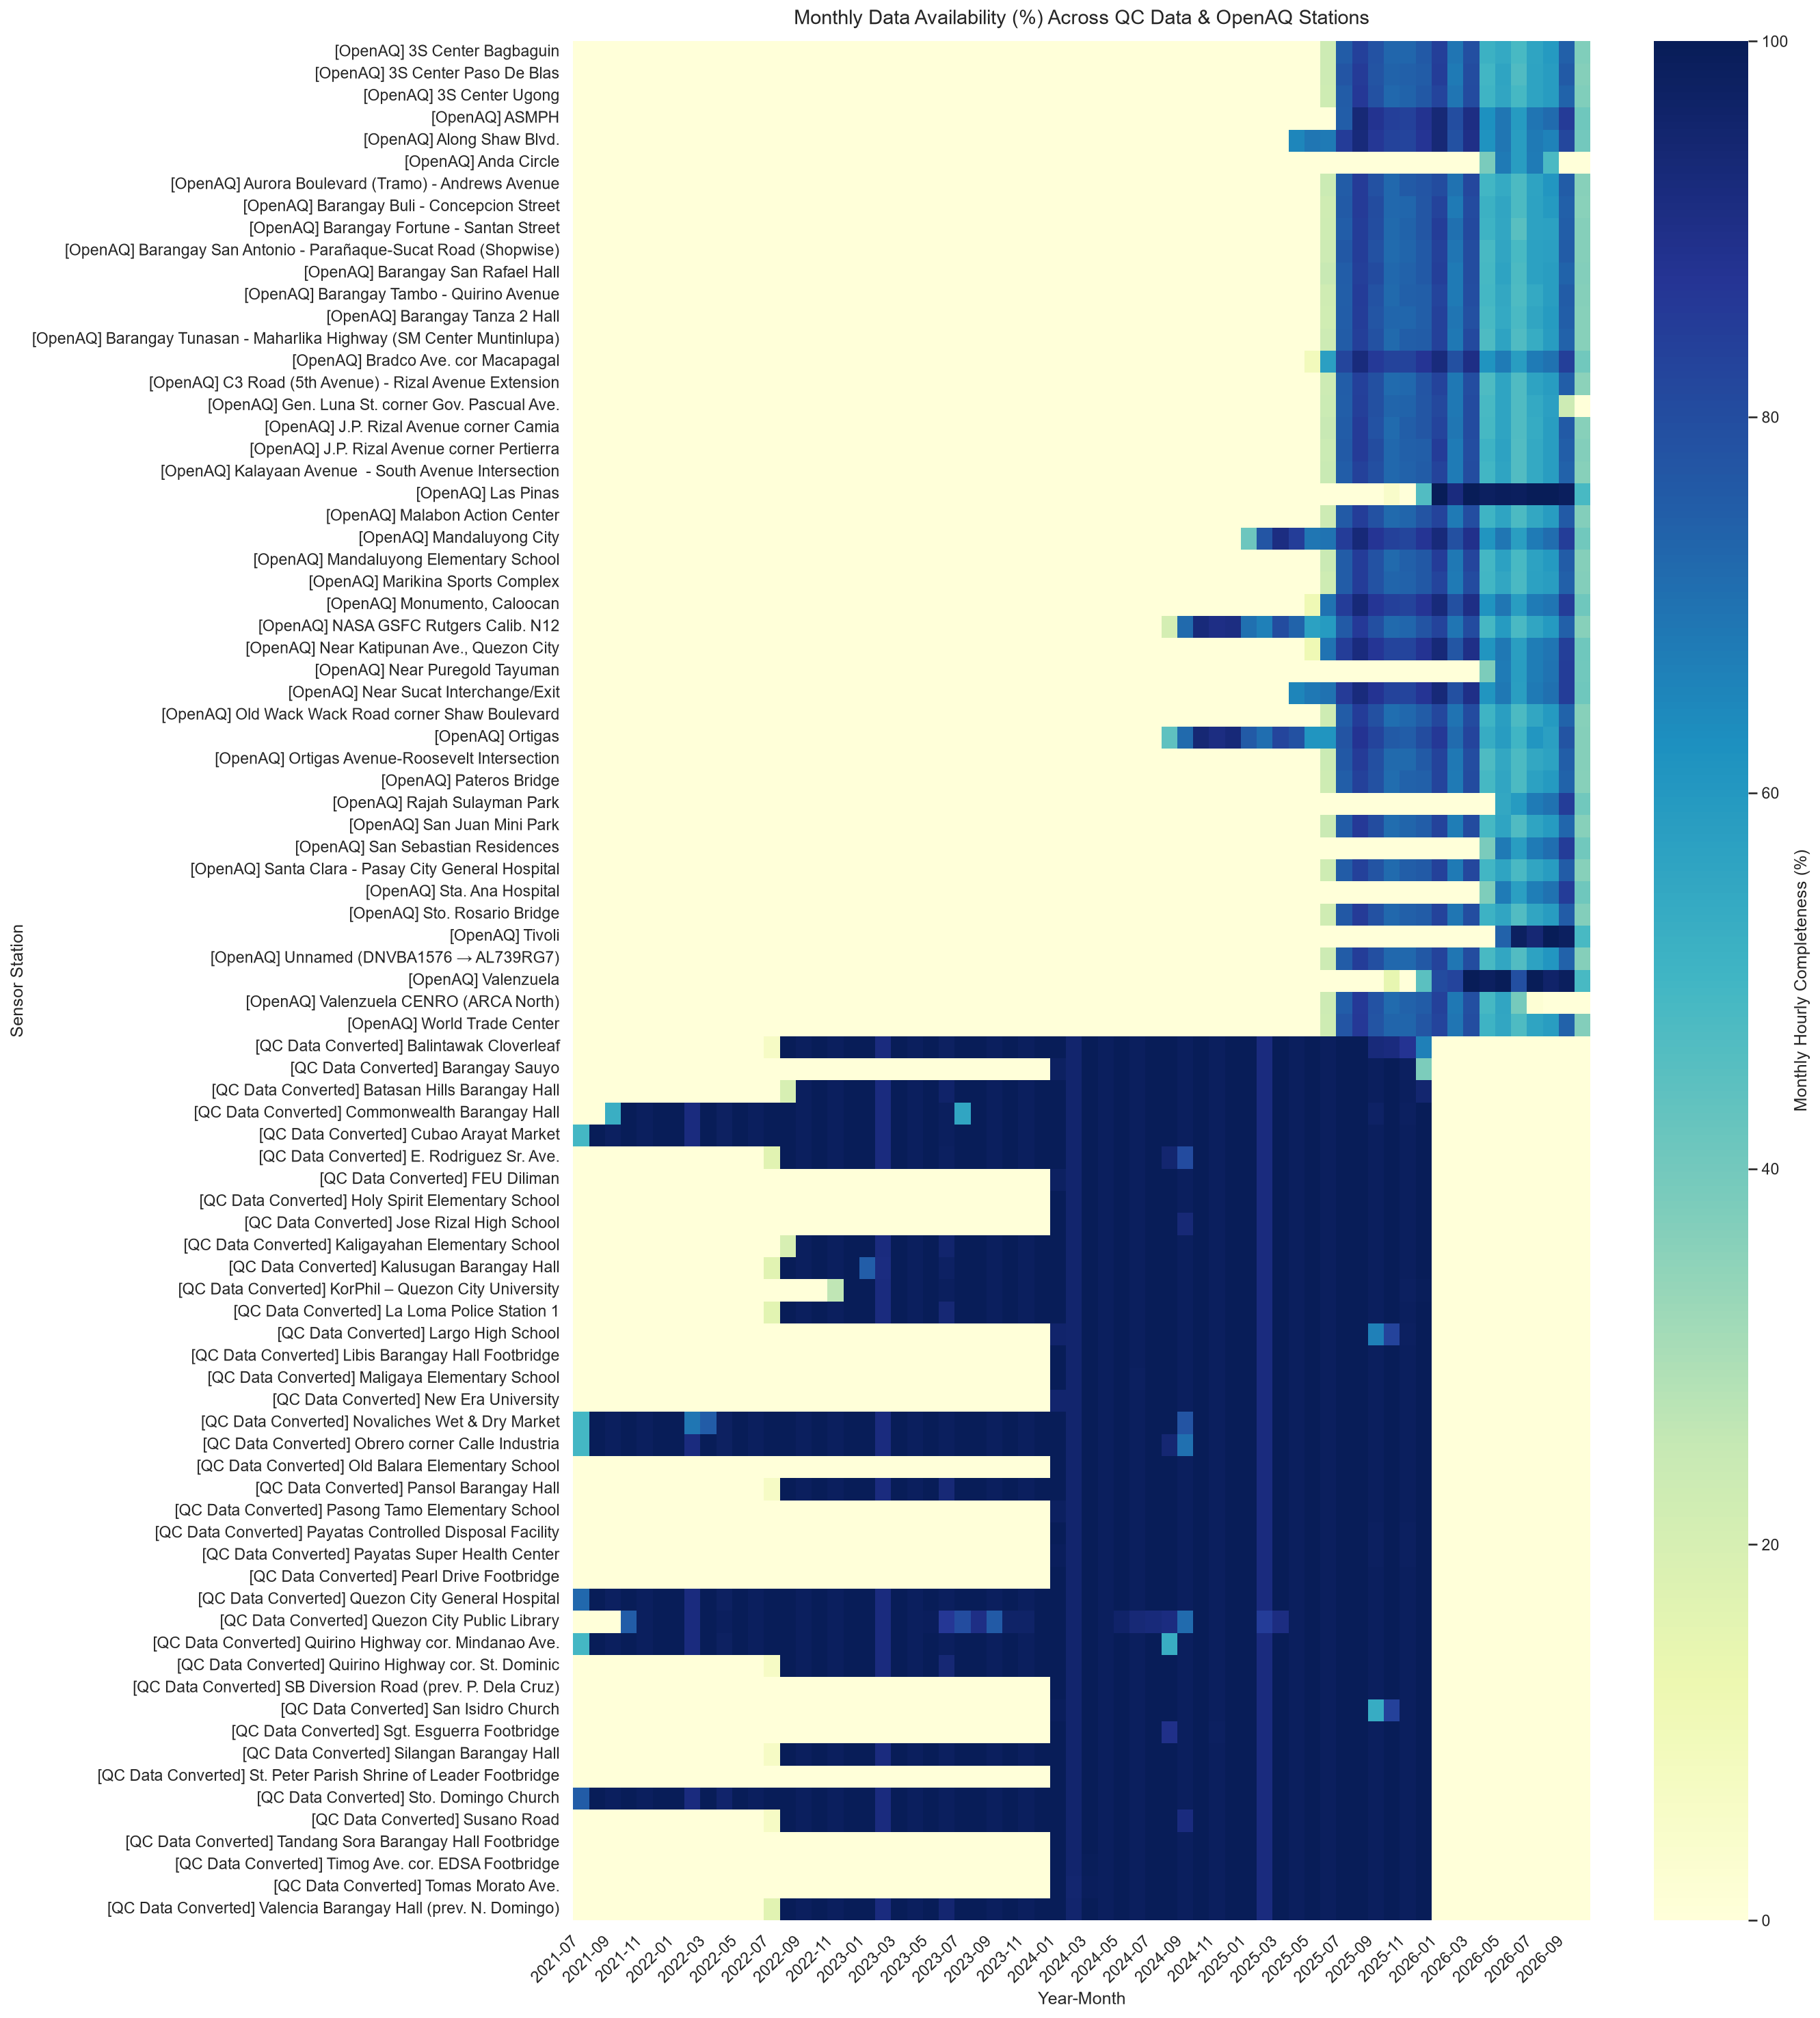 Monthly Data Availability (%) Across QC Data & OpenAQ Stations
[OpenAQ] 3S Center Bagbaguin
[OpenAQ] 3S Center Paso De Blas
[OpenAQ] 3S Center Ugong
[OpenAQ] ASMPH
[OpenAQ] Along Shaw Blvd.
[OpenAQ] Anda Circle
[OpenAQ] Aurora Boulevard (Tramo) - Andrews Avenue
[OpenAQ] Barangay Buli - Concepcion Street
[OpenAQ] Barangay Fortune - Santan Street
[OpenAQ] Barangay San Antonio - Parañaque-Sucat Road (Shopwise)
[OpenAQ] Barangay San Rafael Hall
[OpenAQ] Barangay Tambo - Quirino Avenue
[OpenAQ] Barangay Tanza 2 Hall
[OpenAQ] Barangay Tunasan - Maharlika Highway (SM Center Muntinlupa)
[OpenAQ] Bradco Ave. cor Macapagal
[OpenAQ] C3 Road (5th Avenue) - Rizal Avenue Extension
[OpenAQ] Gen. Luna St. corner Gov. Pascual Ave.
[OpenAQ] J.P. Rizal Avenue corner Camia
[OpenAQ] J.P. Rizal Avenue corner Pertierra
[OpenAQ] Kalayaan Avenue  - South Avenue Intersection
[OpenAQ] Las Pinas
[OpenAQ] Malabon Action Center
[OpenAQ] Mandaluyong City
[OpenAQ] Mandaluyong Elementary School
[OpenAQ] Marikina Sports Complex
[OpenAQ] Monumento, Caloocan
[OpenAQ] NASA GSFC Rutgers Calib. N12
[OpenAQ] Near Katipunan Ave., Quezon City
[OpenAQ] Near Puregold Tayuman
[OpenAQ] Near Sucat Interchange/Exit
[OpenAQ] Old Wack Wack Road corner Shaw Boulevard
[OpenAQ] Ortigas
[OpenAQ] Ortigas Avenue-Roosevelt Intersection
[OpenAQ] Pateros Bridge
[OpenAQ] Rajah Sulayman Park
[OpenAQ] San Juan Mini Park
[OpenAQ] San Sebastian Residences
[OpenAQ] Santa Clara - Pasay City General Hospital
[OpenAQ] Sta. Ana Hospital
[OpenAQ] Sto. Rosario Bridge
[OpenAQ] Tivoli
[OpenAQ] Unnamed (DNVBA1576 → AL739RG7)
[OpenAQ] Valenzuela
[OpenAQ] Valenzuela CENRO (ARCA North)
[OpenAQ] World Trade Center
[QC Data Converted] Balintawak Cloverleaf
[QC Data Converted] Barangay Sauyo
[QC Data Converted] Batasan Hills Barangay Hall
[QC Data Converted] Commonwealth Barangay Hall
[QC Data Converted] Cubao Arayat Market
[QC Data Converted] E. Rodriguez Sr. Ave.
[QC Data Converted] FEU Diliman
[QC Data Converted] Holy Spirit Elementary School
[QC Data Converted] Jose Rizal High School
[QC Data Converted] Kaligayahan Elementary School
[QC Data Converted] Kalusugan Barangay Hall
[QC Data Converted] KorPhil – Quezon City University
[QC Data Converted] La Loma Police Station 1
[QC Data Converted] Largo High School
[QC Data Converted] Libis Barangay Hall Footbridge
[QC Data Converted] Maligaya Elementary School
[QC Data Converted] New Era University
[QC Data Converted] Novaliches Wet & Dry Market
[QC Data Converted] Obrero corner Calle Industria
[QC Data Converted] Old Balara Elementary School
[QC Data Converted] Pansol Barangay Hall
[QC Data Converted] Pasong Tamo Elementary School
[QC Data Converted] Payatas Controlled Disposal Facility
[QC Data Converted] Payatas Super Health Center
[QC Data Converted] Pearl Drive Footbridge
[QC Data Converted] Quezon City General Hospital
[QC Data Converted] Quezon City Public Library
[QC Data Converted] Quirino Highway cor. Mindanao Ave.
[QC Data Converted] Quirino Highway cor. St. Dominic
[QC Data Converted] SB Diversion Road (prev. P. Dela Cruz)
[QC Data Converted] San Isidro Church
[QC Data Converted] Sgt. Esguerra Footbridge
[QC Data Converted] Silangan Barangay Hall
[QC Data Converted] St. Peter Parish Shrine of Leader Footbridge
[QC Data Converted] Sto. Domingo Church
[QC Data Converted] Susano Road
[QC Data Converted] Tandang Sora Barangay Hall Footbridge
[QC Data Converted] Timog Ave. cor. EDSA Footbridge
[QC Data Converted] Tomas Morato Ave.
[QC Data Converted] Valencia Barangay Hall (prev. N. Domingo)
Sensor Station
2021-07
2021-09
2021-11
2022-01
2022-03
2022-05
2022-07
2022-09
2022-11
2023-01
2023-03
2023-05
2023-07
2023-09
2023-11
2024-01
2024-03
2024-05
2024-07
2024-09
2024-11
2025-01
2025-03
2025-05
2025-07
2025-09
2025-11
2026-01
2026-03
2026-05
2026-07
2026-09
Year-Month
100
80
60
40
20
0
Monthly Hourly Completeness (%)